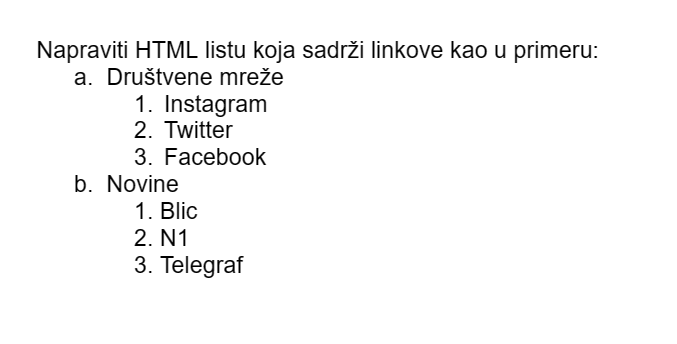 Napraviti HTML listu koja sadrži linkove kao u primeru:
a. Društvene mreže
1. Instagram
2. Twitter
3. Facebook
b. Novine
1. Blic
2. N1
3. Telegraf